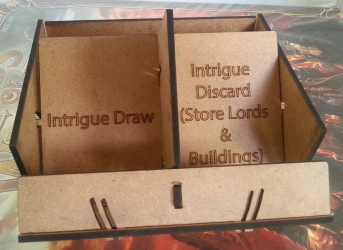 Intrigue Draw
Intrigue
Discard
(Store Lords
&
Buildings)